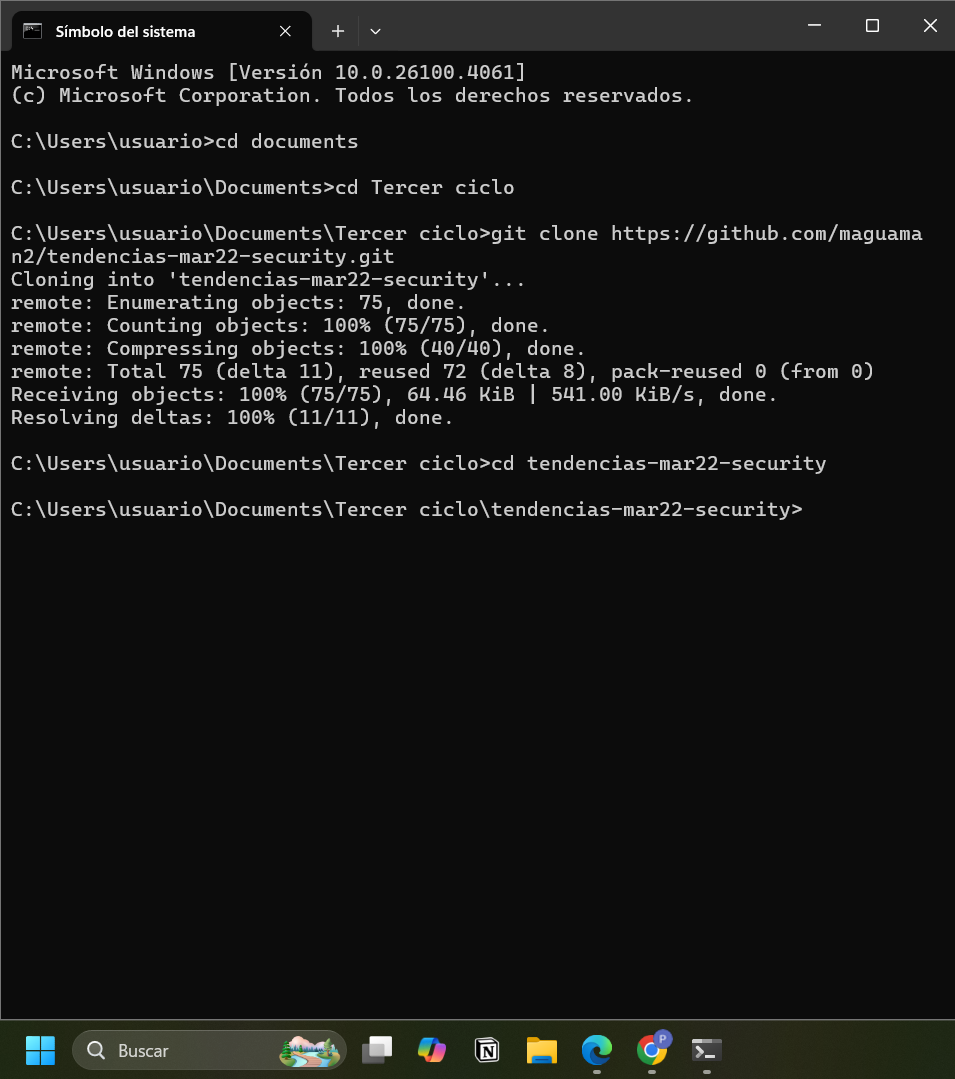 Símbolo del sistema
Microsoft Windows [Versión 10.0.26100.4061]
(c) Microsoft Corporation. Todos los derechos reservados.
C:\Users\usuario>cd documents
C:\Users\usuario\Documents>cd Tercer ciclo
C:\Users\usuario\Documents\Tercer ciclo>git clone https://github.com/maguama
n2/tendencias-mar22-security.git
Cloning into 'tendencias-mar22-security'...
remote: Enumerating objects: 75, done.
remote: Counting objects: 100% (75/75), done.
remote: Compressing objects: 100% (40/40), done.
remote: Total 75 (delta 11), reused 72 (delta 8), pack-reused 0 (from 0)
Receiving objects: 100% (75/75), 64.46 KiB | 541.00 KiB/s, done.
Resolving deltas: 100% (11/11), done.
C:\Users\usuario\Documents\Tercer ciclo>cd tendencias-mar22-security
C:\Users\usuario\Documents\Tercer ciclo\tendencias-mar22-security>
Buscar
P